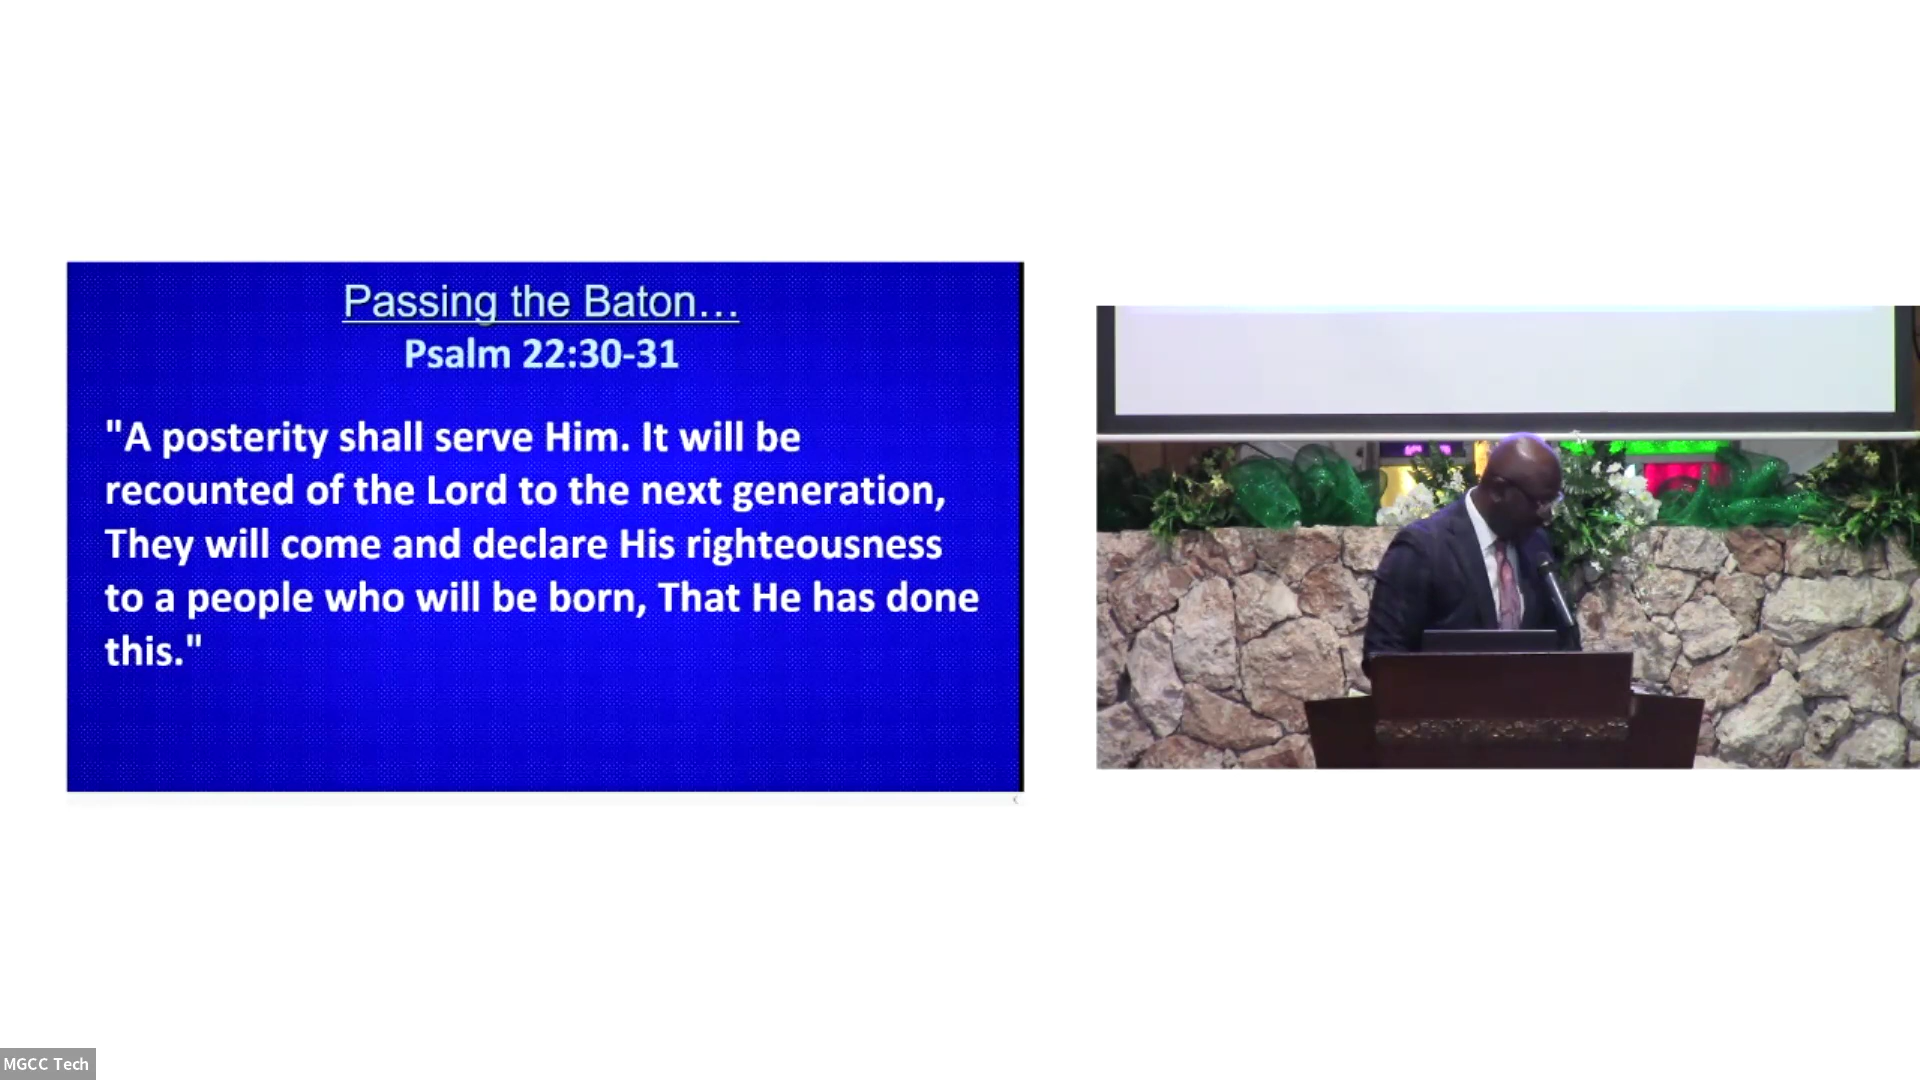 Passing the Baton...
Psalm 22:30-31
"A posterity shall serve Him. It will be
recounted of the Lord to the next generation,
They will come and declare His righteousness
to a people who will be born, That He has done
this."
MGCC Tech